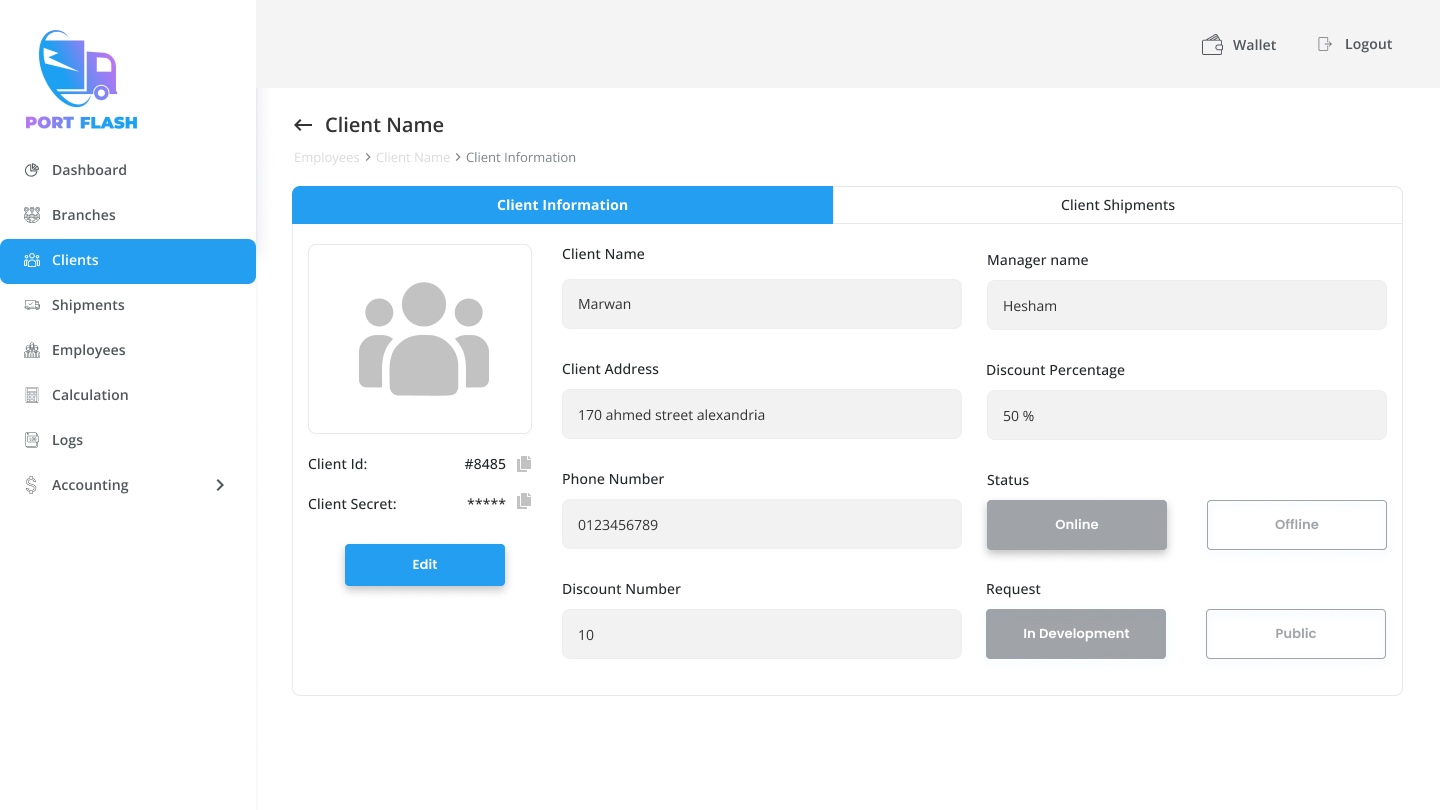 PORT FLASH
Dashboard
Branches
Clients
Shipments
Employees
Calculation
Logs
Accounting
Wallet
Logout
Client Name
Employees > Client Name > Client Information
Client Information
Client Shipments
Client Id: #8485
Client Secret: *****
Edit
Client Name
Marwan
Manager name
Hesham
Client Address
170 ahmed street alexandria
Discount Percentage
50 %
Phone Number
0123456789
Status
Online
Offline
Discount Number
10
Request
In Development
Public